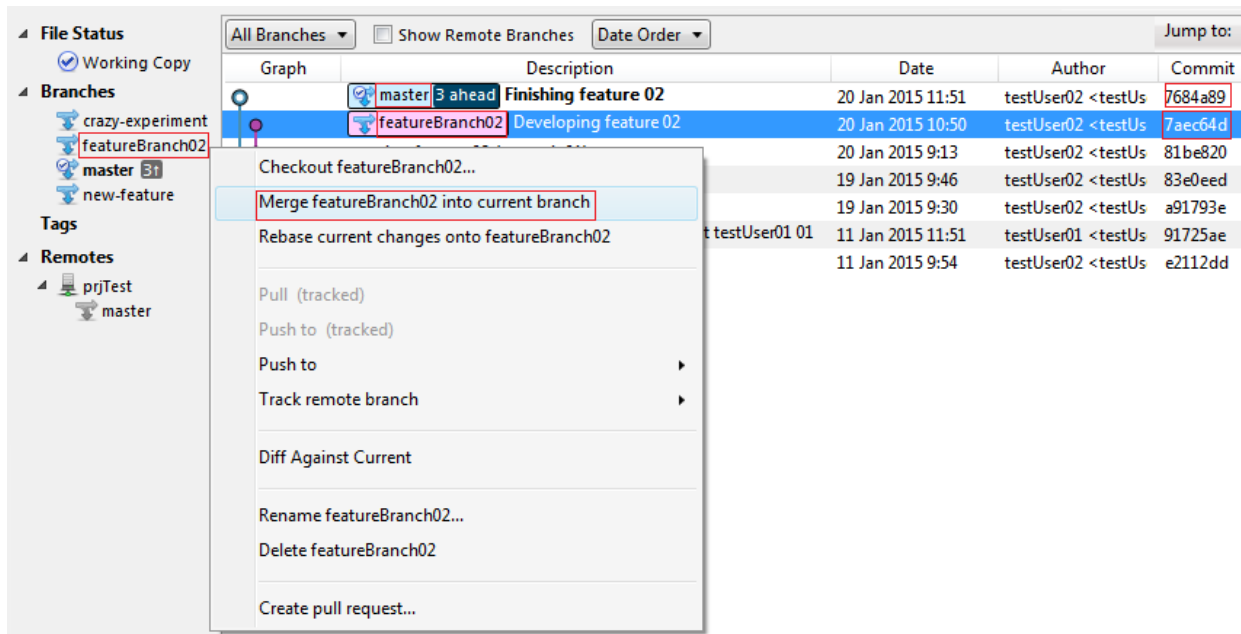 File Status
Working Copy
Branches
crazy-experiment
featureBranch02
master 3↑
new-feature
Tags
Remotes
prjTest
master
All Branches Show Remote Branches Date Order Jump to:
Graph Description Date Author Commit
master 3 ahead Finishing feature 02 20 Jan 2015 11:51 testUser02 <testUs 7684a89
featureBranch02 Developing feature 02 20 Jan 2015 10:50 testUser02 <testUs 7aec64d
20 Jan 2015 9:13 testUser02 <testUs 81be820
19 Jan 2015 9:46 testUser02 <testUs 83e0eed
19 Jan 2015 9:30 testUser02 <testUs a91793e
t testUser01 01 11 Jan 2015 11:51 testUser01 <testUs 91725ae
11 Jan 2015 9:54 testUser02 <testUs e2112dd
Checkout featureBranch02...
Merge featureBranch02 into current branch
Rebase current changes onto featureBranch02
Pull (tracked)
Push to (tracked)
Push to
Track remote branch
Diff Against Current
Rename featureBranch02...
Delete featureBranch02
Create pull request...